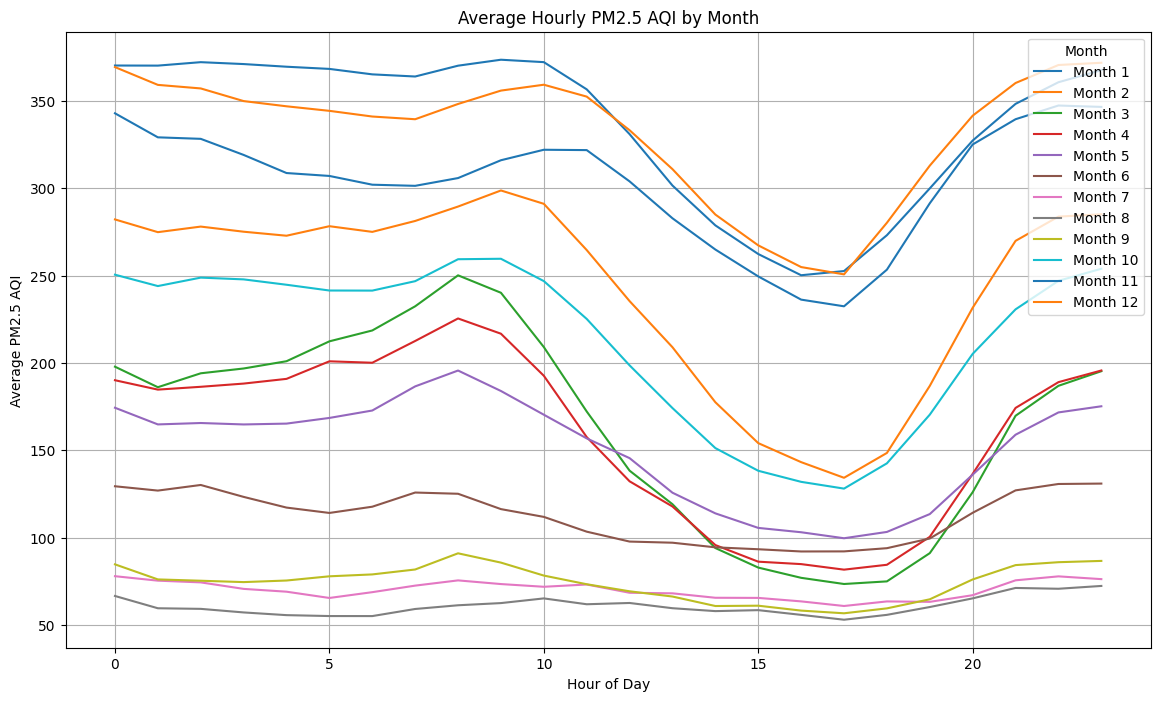 Average Hourly PM2.5 AQI by Month
Month
Month 1
Month 2
Month 3
Month 4
Month 5
Month 6
Month 7
Month 8
Month 9
Month 10
Month 11
Month 12
Average PM2.5 AQI
350
300
250
200
150
100
50
0
5
10
15
20
Hour of Day